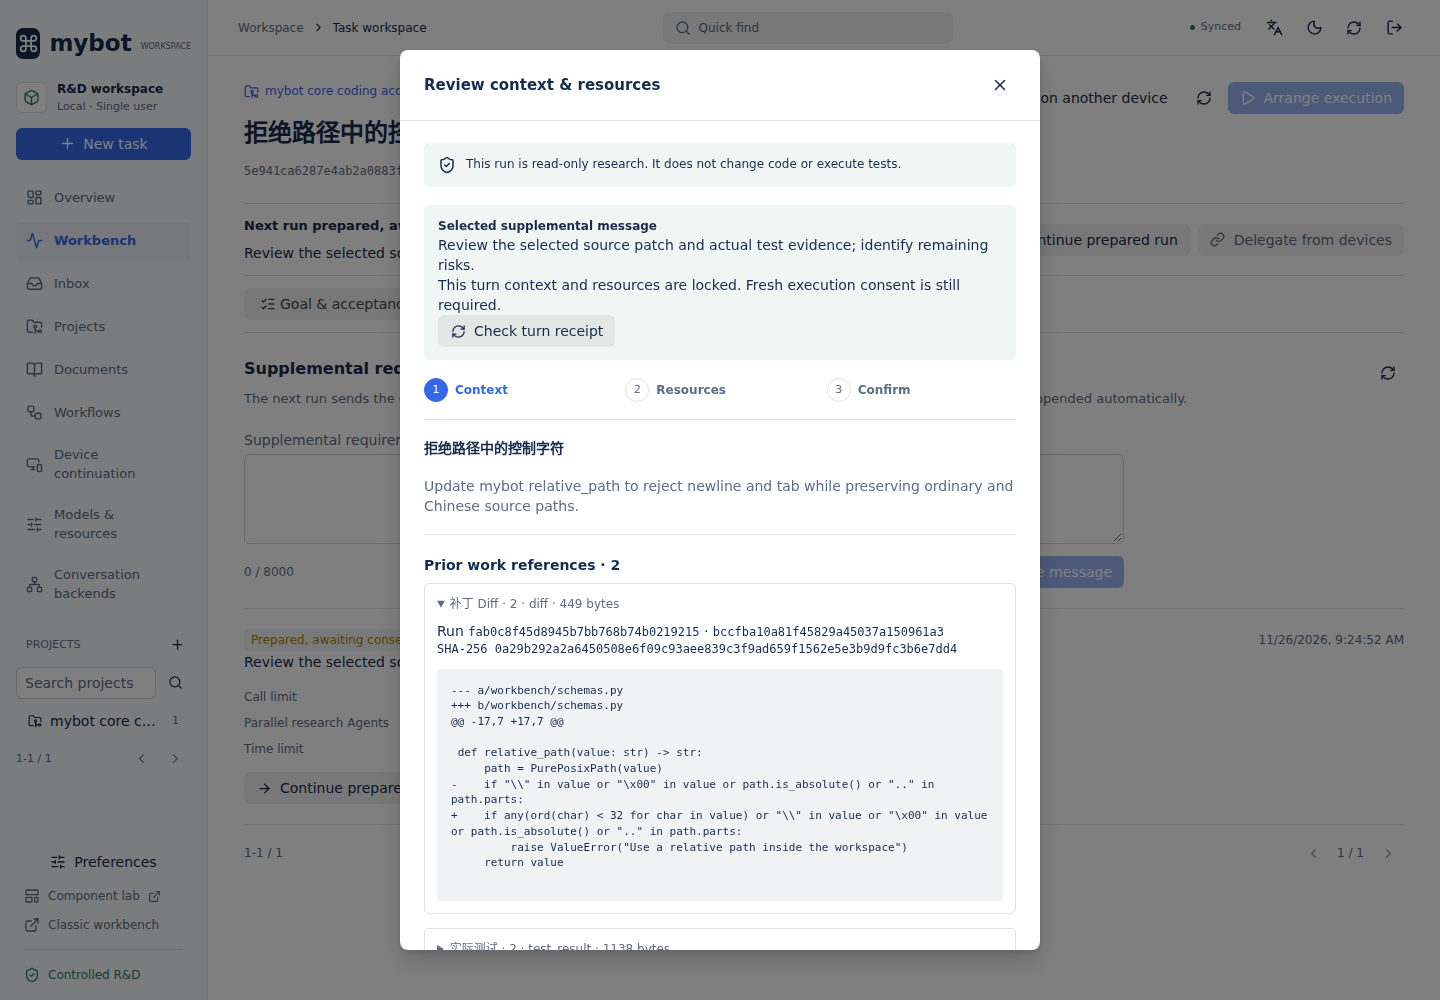 mybot WORKSPACE
R&D workspace
Local · Single user
New task
Overview
Workbench
Inbox
Projects
Documents
Workflows
Device
continuation
Models &
resources
Conversation
backends
PROJECTS
Search projects
mybot core c... 1
1-1 / 1
Preferences
Component lab
Classic workbench
Controlled R&D
Workspace > Task workspace
Quick find
Synced
mybot core coding acc
on another device
Arrange execution
拒绝路径中的控
5e941ca6287e4ab2a0883f
Next run prepared, aw
Review the selected so
ntinue prepared run
Delegate from devices
Goal & acceptanc
Supplemental req
The next run sends the
ppended automatically.
Supplemental requirer
0 / 8000
e message
Prepared, awaiting conse
11/26/2026, 9:24:52 AM
Review the selected so
Call limit
Parallel research Agents
Time limit
Continue prepare
1-1 / 1
1 / 1
Review context & resources
This run is read-only research. It does not change code or execute tests.
Selected supplemental message
Review the selected source patch and actual test evidence; identify remaining
risks.
This turn context and resources are locked. Fresh execution consent is still
required.
Check turn receipt
1 Context
2 Resources
3 Confirm
拒绝路径中的控制字符
Update mybot relative_path to reject newline and tab while preserving ordinary and
Chinese source paths.
Prior work references · 2
补丁 Diff · 2 · diff · 449 bytes
Run fab0c8f45d8945b7bb768b74b0219215 · bccfba10a81f45829a45037a150961a3
SHA-256 0a29b292a2a6450508e6f09c93aee839c3f9ad659f1562e5e3b9d9fc3b6e7dd4
--- a/workbench/schemas.py
+++ b/workbench/schemas.py
@@ -17,7 +17,7 @@
def relative_path(value: str) -> str:
path = PurePosixPath(value)
-    if "\\" in value or "\x00" in value or path.is_absolute() or ".." in
path.parts:
+    if any(ord(char) < 32 for char in value) or "\\" in value or "\x00" in value
or path.is_absolute() or ".." in path.parts:
raise ValueError("Use a relative path inside the workspace")
return value
实际测试 · 2 · test_result · 1138 bytes